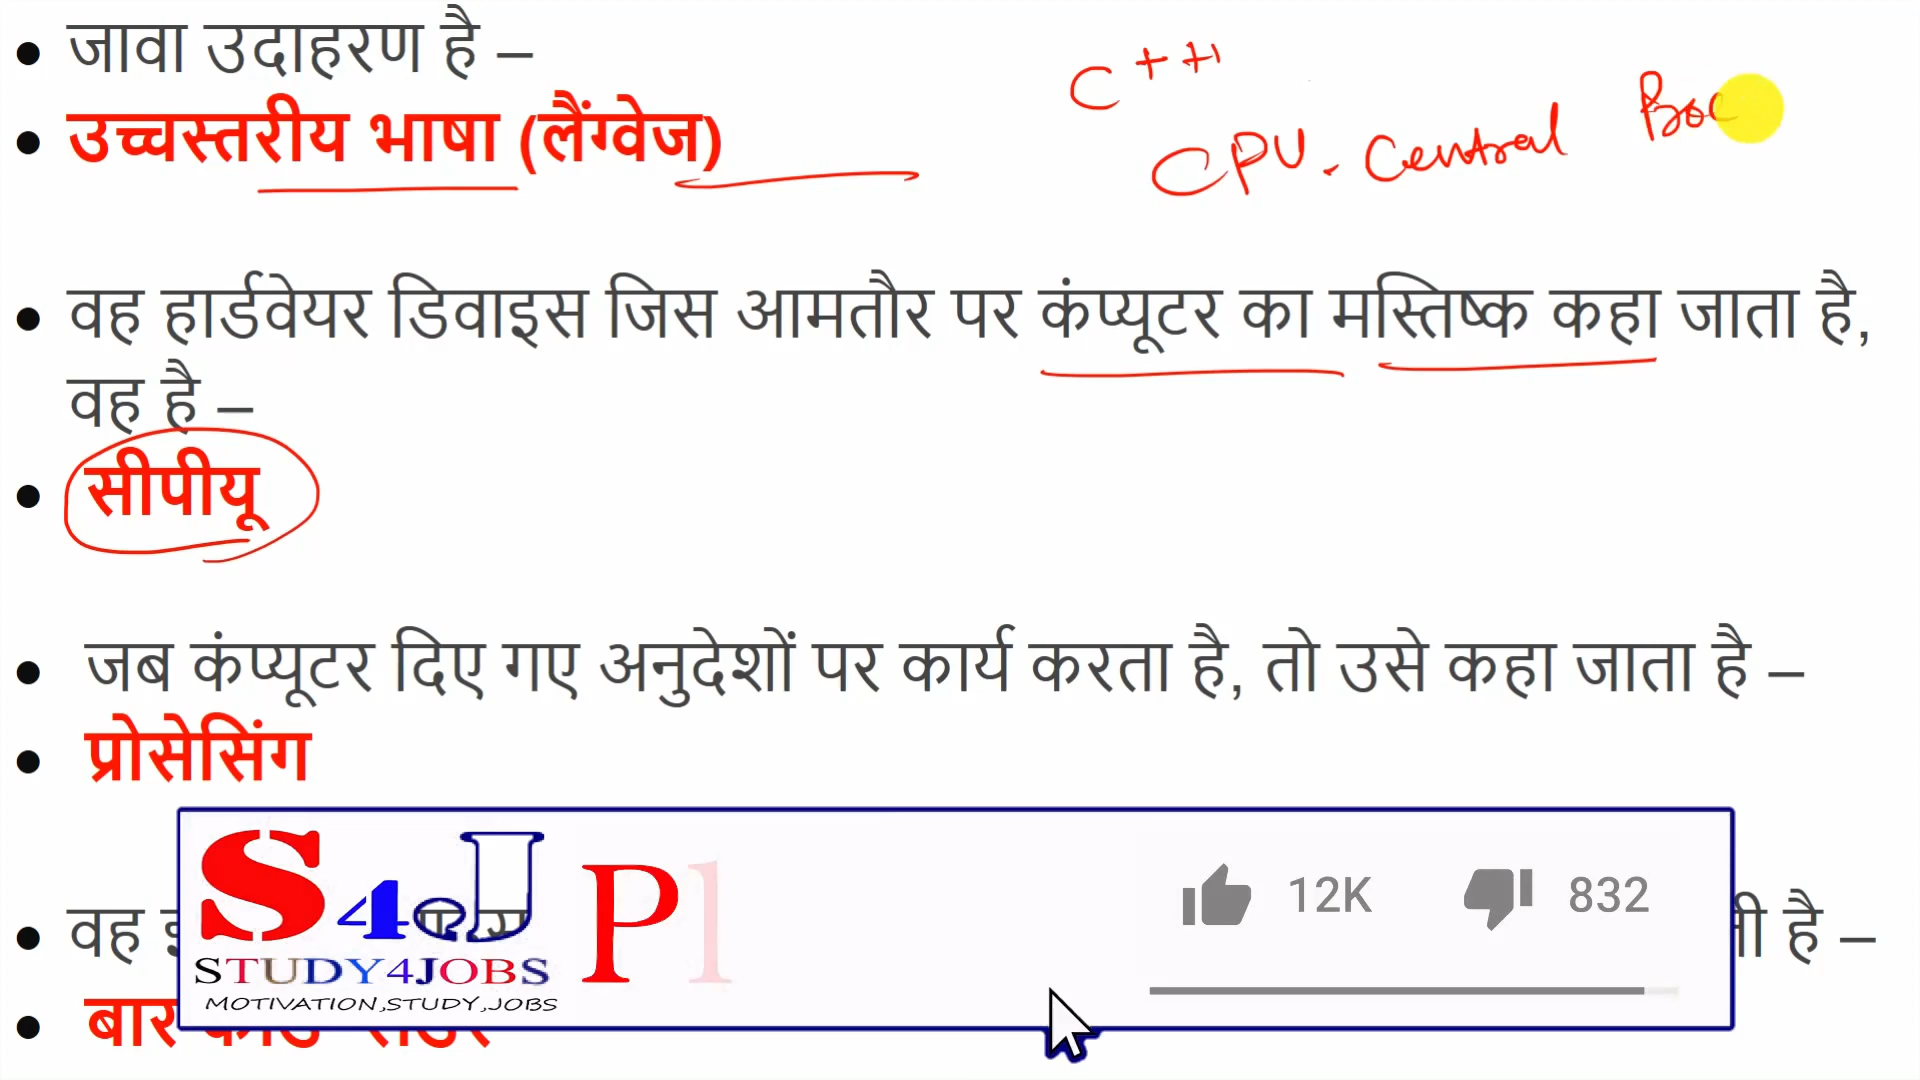 जावा उदाहरण है –
C +++
उच्चस्तरीय भाषा (लैंग्वेज)
CPU. Central
वह हार्डवेयर डिवाइस जिस आमतौर पर कंप्यूटर का मस्तिष्क कहा जाता है,
वह है –
सीपीयू
जब कंप्यूटर दिए गए अनुदेशों पर कार्य करता है, तो उसे कहा जाता है –
प्रोसेसिंग
वह
है –
बार
S4J
STUDY4JOBS
MOTIVATION,STUDY,JOBS
Pl
12K
832